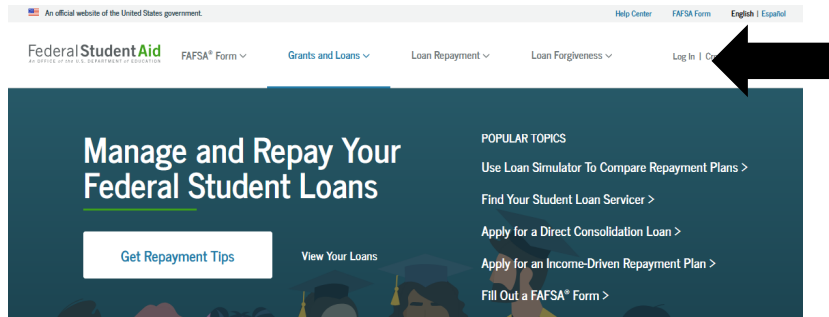 An official website of the United States government.
Help Center FAFSA Form English | Español
Federal Student Aid
An OFFICE of the U.S. DEPARTMENT of EDUCATION
FAFSA® Form
Grants and Loans
Loan Repayment
Loan Forgiveness
Log In |
Manage and Repay Your
Federal Student Loans
Get Repayment Tips
View Your Loans
POPULAR TOPICS
Use Loan Simulator To Compare Repayment Plans >
Find Your Student Loan Servicer >
Apply for a Direct Consolidation Loan >
Apply for an Income-Driven Repayment Plan >
Fill Out a FAFSA® Form >